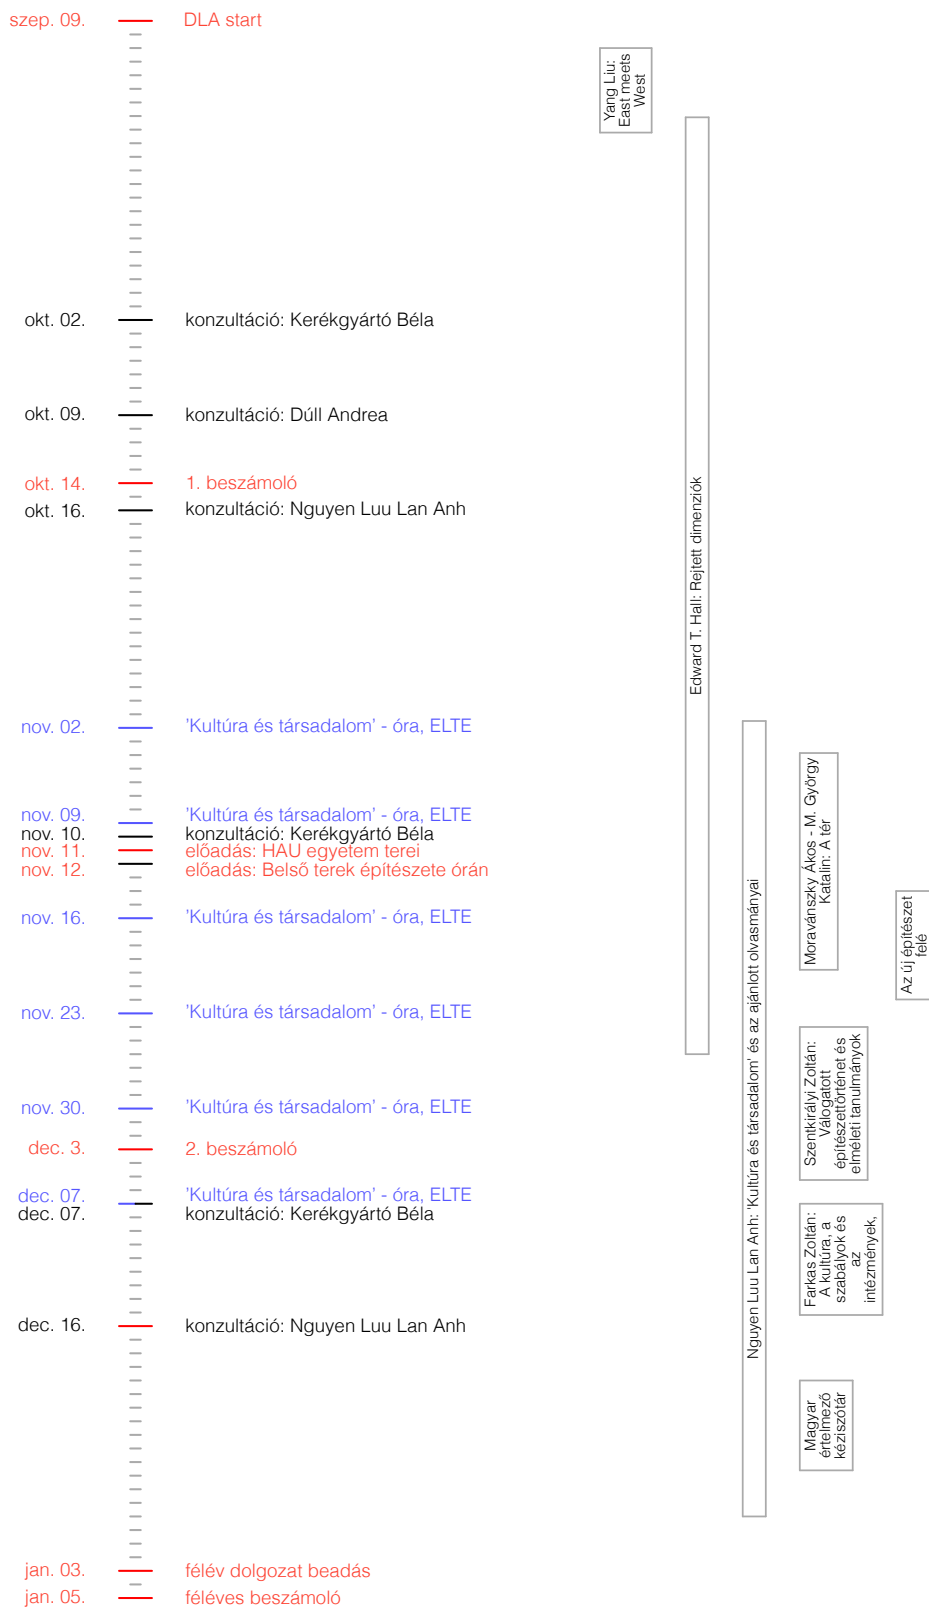 szep. 09. DLA start
okt. 02. konzultáció: Kerékgyártó Béla
okt. 09. konzultáció: Dúll Andrea
okt. 14. 1. beszámoló
okt. 16. konzultáció: Nguyen Luu Lan Anh
nov. 02. 'Kultúra és társadalom' - óra, ELTE
nov. 09. 'Kultúra és társadalom' - óra, ELTE
nov. 10. konzultáció: Kerékgyártó Béla
nov. 11. előadás: HAU egyetem terei
nov. 12. előadás: Belső terek építészete órán
nov. 16. 'Kultúra és társadalom' - óra, ELTE
nov. 23. 'Kultúra és társadalom' - óra, ELTE
nov. 30. 'Kultúra és társadalom' - óra, ELTE
dec. 3. 2. beszámoló
dec. 07. 'Kultúra és társadalom' - óra, ELTE
dec. 07. konzultáció: Kerékgyártó Béla
dec. 16. konzultáció: Nguyen Luu Lan Anh
jan. 03. félév dolgozat beadás
jan. 05. féléves beszámoló
Yang Liu:
East meets
West
Edward T. Hall: Rejtett dimenziók
Nguyen Luu Lan Anh: 'Kultúra és társadalom' és az ajánlott olvasmányai
Moravánszky Ákos - M. György
Katalin: A tér
Az új építészet
felé
Szentkirályi Zoltán:
Válogatott
építészettörténet és
elméleti tanulmányok
Farkas Zoltán:
A kultúra, a
szabályok és
az
intézmények,
Magyar
értelmező
kéziszótár